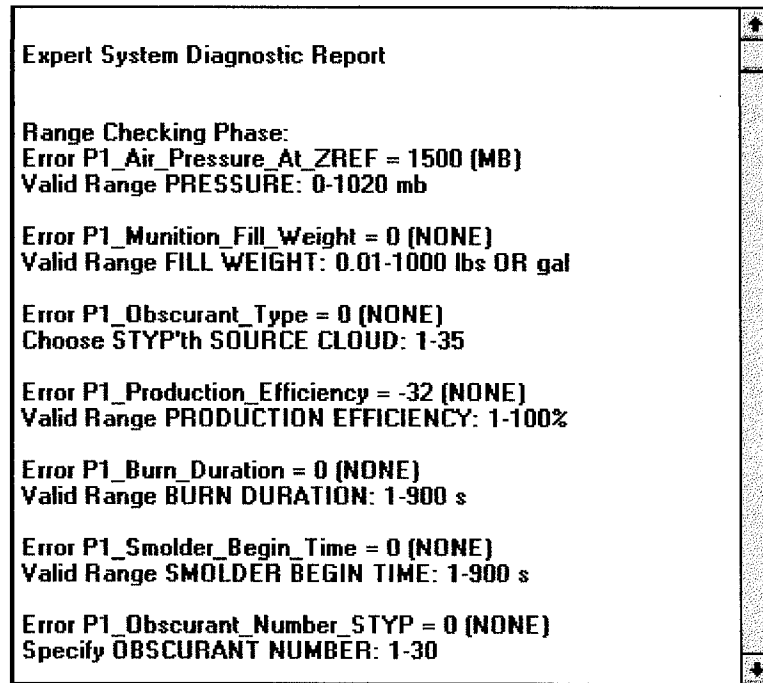 Expert System Diagnostic Report
Range Checking Phase:
Error P1_Air_Pressure_At_ZREF = 1500 (MB)
Valid Range PRESSURE: 0-1020 mb
Error P1_Munition_Fill_Weight = 0 (NONE)
Valid Range FILL WEIGHT: 0.01-1000 lbs OR gal
Error P1_Obscurant_Type = 0 (NONE)
Choose STYP'th SOURCE CLOUD: 1-35
Error P1_Production_Efficiency = -32 (NONE)
Valid Range PRODUCTION EFFICIENCY: 1-100%
Error P1_Burn_Duration = 0 (NONE)
Valid Range BURN DURATION: 1-900 s
Error P1_Smolder_Begin_Time = 0 (NONE)
Valid Range SMOLDER BEGIN TIME: 1-900 s
Error P1_Obscurant_Number_STYP = 0 (NONE)
Specify OBSCURANT NUMBER: 1-30